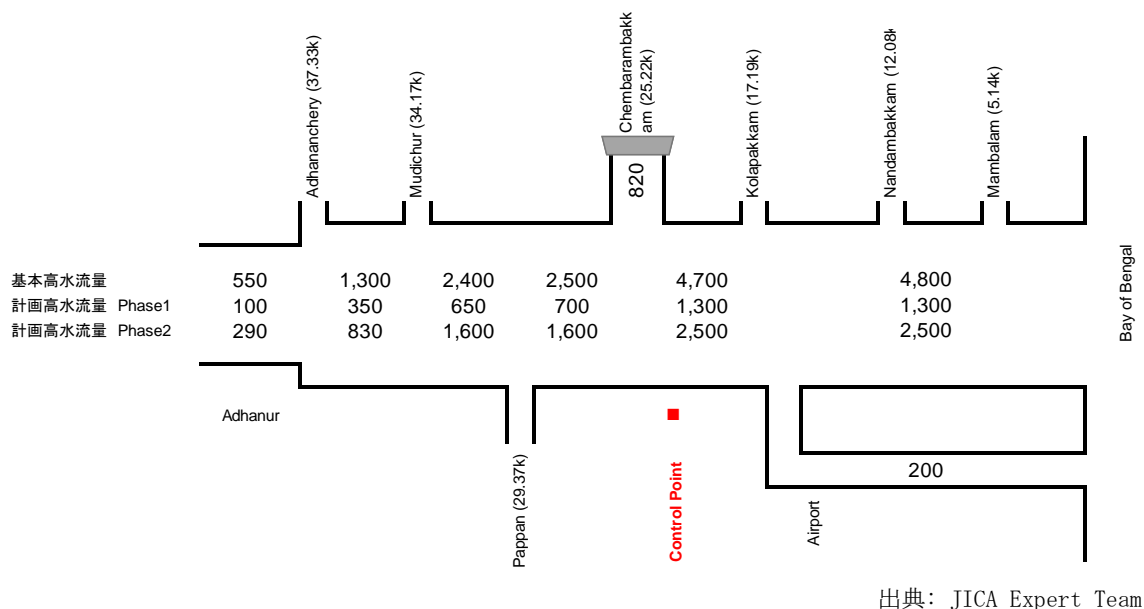 Adhanancherry (37.33k)
Mudichur (34.17k)
Chembarambakk
am (25.22k)
Kolapakkam (17.19k)
Nandambakkam (12.08k
Mambalam (5.14k)
820
基本高水流量 550 1,300 2,400 2,500 4,700 4,800
計画高水流量 Phase1 100 350 650 700 1,300 1,300
計画高水流量 Phase2 290 830 1,600 1,600 2,500 2,500
Bay of Bengal
Adhanur
Pappan (29.37k)
Control Point
Airport
200
出典: JICA Expert Team